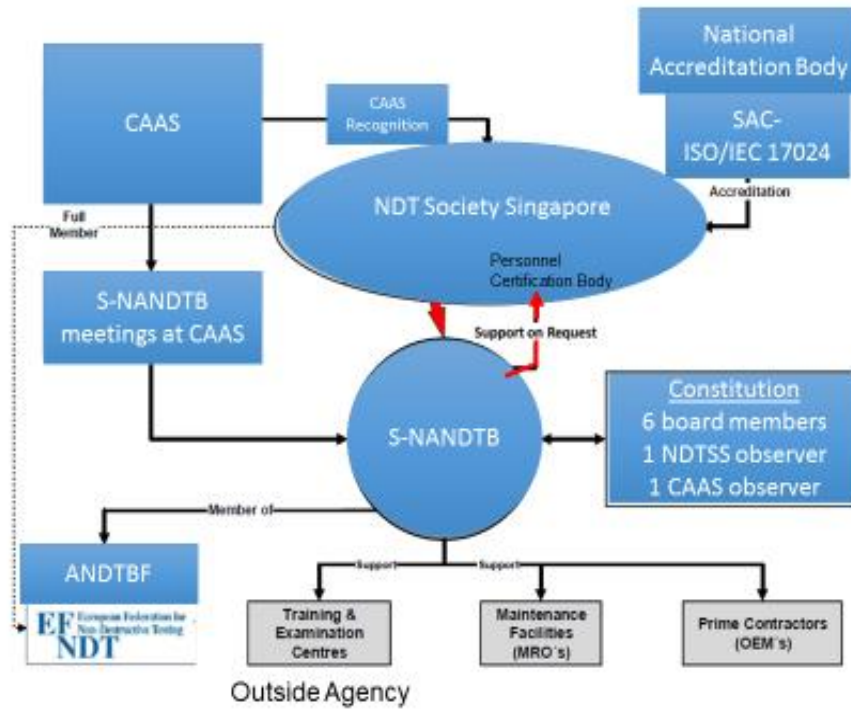 National
Accreditation Body
CAAS
CAAS
Recognition
SAC-
ISO/IEC 17024
Accreditation
NDT Society Singapore
Full
Member
Personnel
Certification Body
S-NANDTB
meetings at CAAS
Support on Request
S-NANDTB
Constitution
6 board members
1 NDTSS observer
1 CAAS observer
Member of
ANDTBF
EF
NDT
European Federation for
Non-Destructive Testing
Support
Support
Training &
Examination
Centres
Maintenance
Facilities
(MRO´s)
Prime Contractors
(OEM´s)
Outside Agency